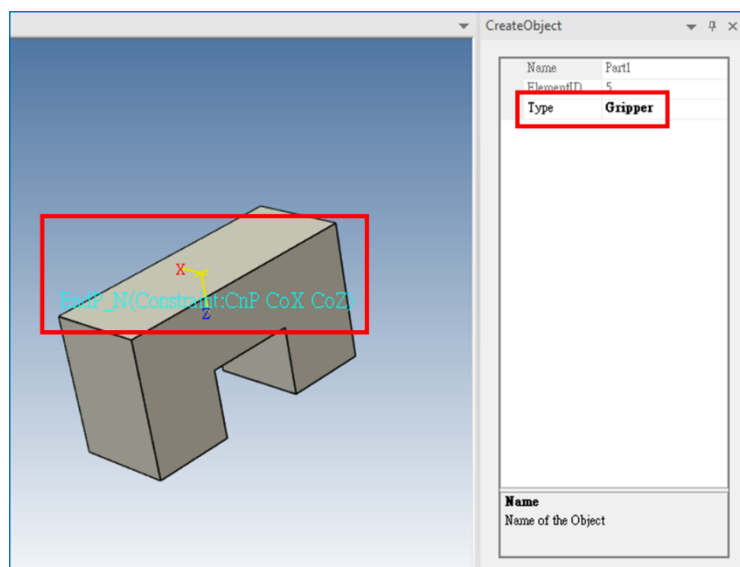 CreateObject
Name Part1
ElementID 5
Type Gripper
X
EndP_N(Constraint:CnP CoX CoZ)
Z
Name
Name of the Object